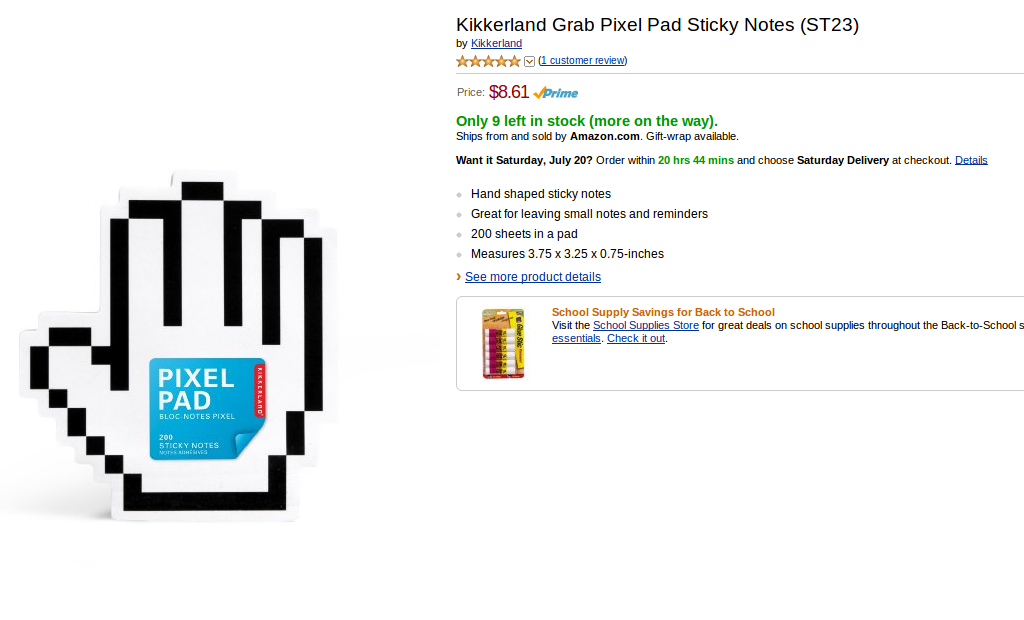 Kikkerland Grab Pixel Pad Sticky Notes (ST23)
by Kikkerland
(1 customer review)
Price: $8.61 Prime
Only 9 left in stock (more on the way).
Ships from and sold by Amazon.com. Gift-wrap available.
Want it Saturday, July 20? Order within 20 hrs 44 mins and choose Saturday Delivery at checkout. Details
Hand shaped sticky notes
Great for leaving small notes and reminders
200 sheets in a pad
Measures 3.75 x 3.25 x 0.75-inches
› See more product details
School Supply Savings for Back to School
Visit the School Supplies Store for great deals on school supplies throughout the Back-to-School s
essentials. Check it out.
PIXEL
PAD
BLOC-NOTES PIXEL
KIKKERLAND
200
STICKY NOTES
NOTES ADHÉSIVES